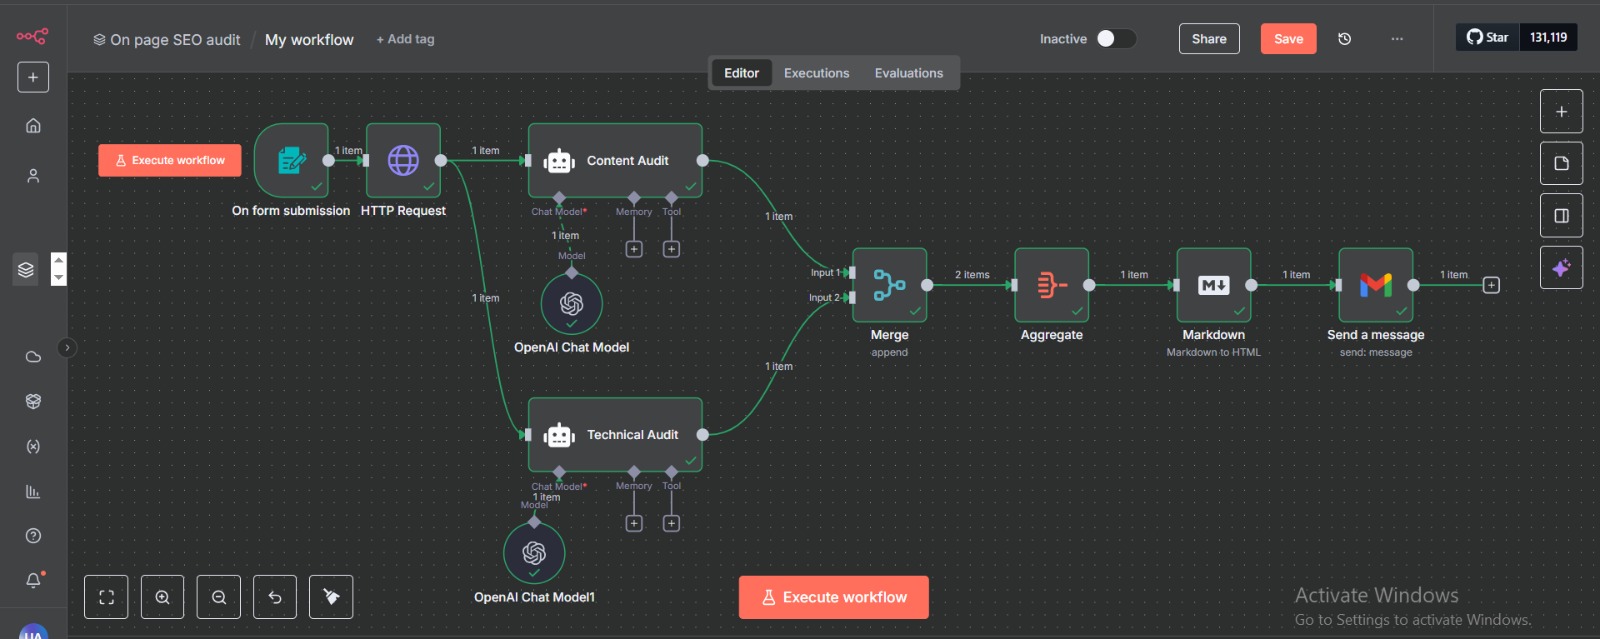 On page SEO audit / My workflow + Add tag
Inactive Share Save ... Star 131,119
Editor Executions Evaluations
Execute workflow
1 item
1 item
Content Audit
On form submission
HTTP Request
Chat Model*
Memory
Tool
1 item
Model
OpenAI Chat Model
1 item
1 item
Input 1
Input 2
Merge
append
2 items
Aggregate
1 item
Markdown
Markdown to HTML
1 item
Send a message
send: message
1 item
1 item
Technical Audit
Chat Model*
Memory
Tool
1 item
Model
OpenAI Chat Model1
Execute workflow
Activate Windows
Go to Settings to activate Windows.
UA